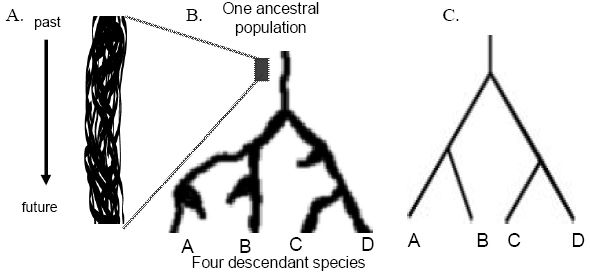 A.
past
future
B.
One ancestral
population
A B C D
Four descendant species
C.
A B C D